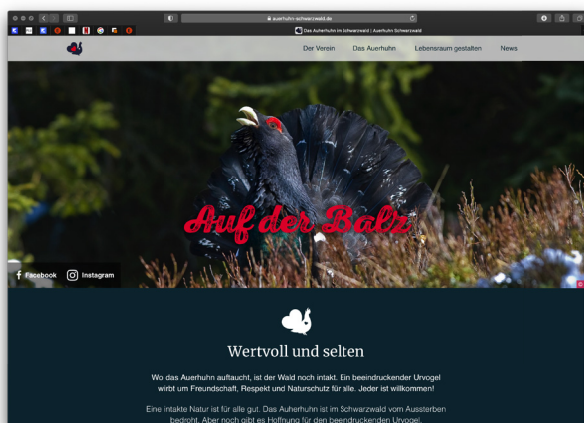 auerhuhn-schwarzwald.de
Das Auherhuhn im Schwarzwald | Auerhuhn Schwarzwald
Der Verein Das Auerhuhn Lebensraum gestalten News
Auf der Balz
Facebook Instagram
Wertvoll und selten
Wo das Auerhuhn auftaucht, ist der Wald noch intakt. Ein beeindruckender Urvogel
wirbt um Freundschaft, Respekt und Naturschutz für alle. Jeder ist willkommen!
Eine intakte Natur ist für alle gut. Das Auherhuhn ist im Schwarzwald vom Aussterben
bedroht. Aber noch gibt es Hoffnung für den beendruckenden Urvogel.